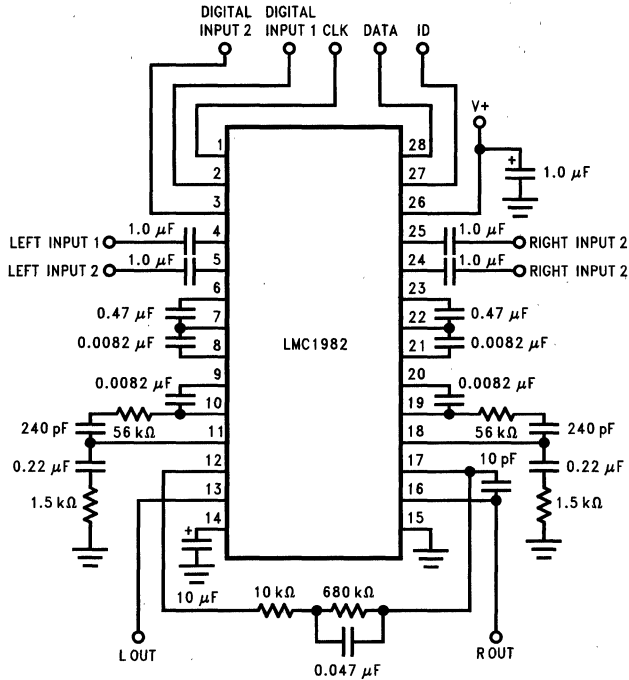 DIGITAL INPUT 2
DIGITAL INPUT 1
CLK
DATA
ID
V+
+
1.0 µF
1
2
3
4
5
6
7
8
9
10
11
12
13
14
28
27
26
25
24
23
22
21
20
19
18
17
16
15
LMC1982
LEFT INPUT 1
1.0 µF
LEFT INPUT 2
1.0 µF
1.0 µF
RIGHT INPUT 2
1.0 µF
RIGHT INPUT 2
0.47 µF
0.0082 µF
0.47 µF
0.0082 µF
0.0082 µF
0.0082 µF
240 pF
56 kΩ
56 kΩ
240 pF
0.22 µF
10 pF
0.22 µF
1.5 kΩ
1.5 kΩ
+
10 µF
10 kΩ
680 kΩ
0.047 µF
L OUT
R OUT